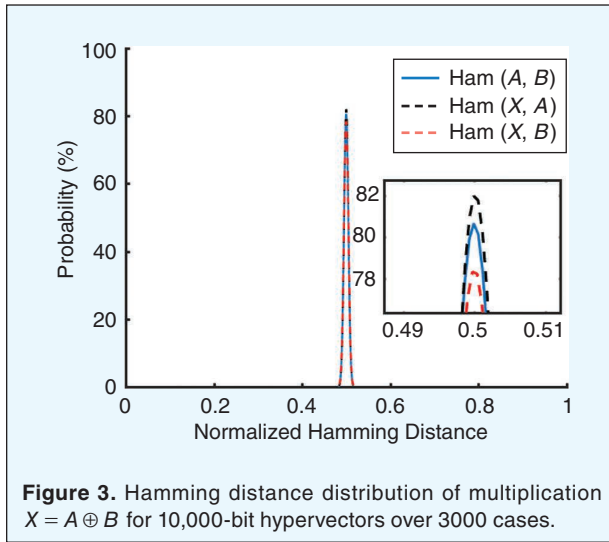 100
80
60
40
20
0
Probability (%)
0 0.2 0.4 0.6 0.8 1
Normalized Hamming Distance
Ham (A, B)
Ham (X, A)
Ham (X, B)
82
80
78
0.49 0.5 0.51
Figure 3. Hamming distance distribution of multiplication
X = A ⊕ B for 10,000-bit hypervectors over 3000 cases.